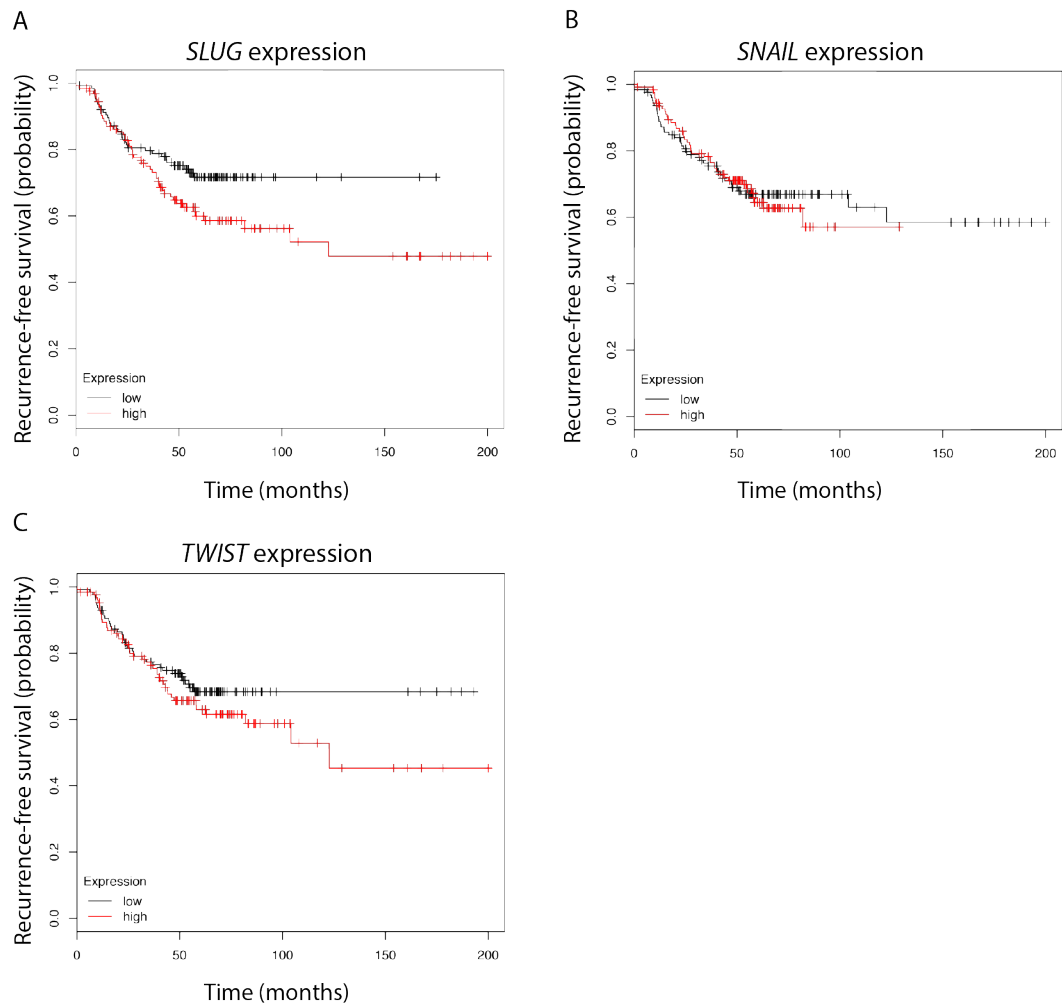 A
SLUG expression
Recurrence-free survival (probability)
1.0
0.8
0.6
0.4
0.2
0.0
Expression
low
high
0 50 100 150 200
Time (months)
B
SNAIL expression
Recurrence-free survival (probability)
1.0
0.8
0.6
0.4
0.2
0.0
Expression
low
high
0 50 100 150 200
Time (months)
C
TWIST expression
Recurrence-free survival (probability)
1.0
0.8
0.6
0.4
0.2
0.0
Expression
low
high
0 50 100 150 200
Time (months)